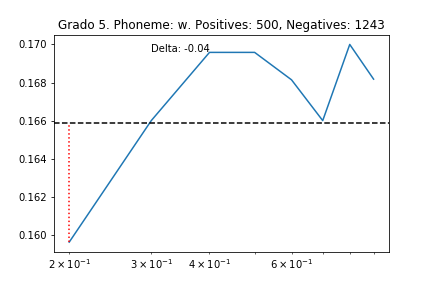 Grado 5. Phoneme: w. Positives: 500, Negatives: 1243
Delta: -0.04
0.170
0.168
0.166
0.164
0.162
0.160
2 × 10⁻¹
3 × 10⁻¹
4 × 10⁻¹
6 × 10⁻¹